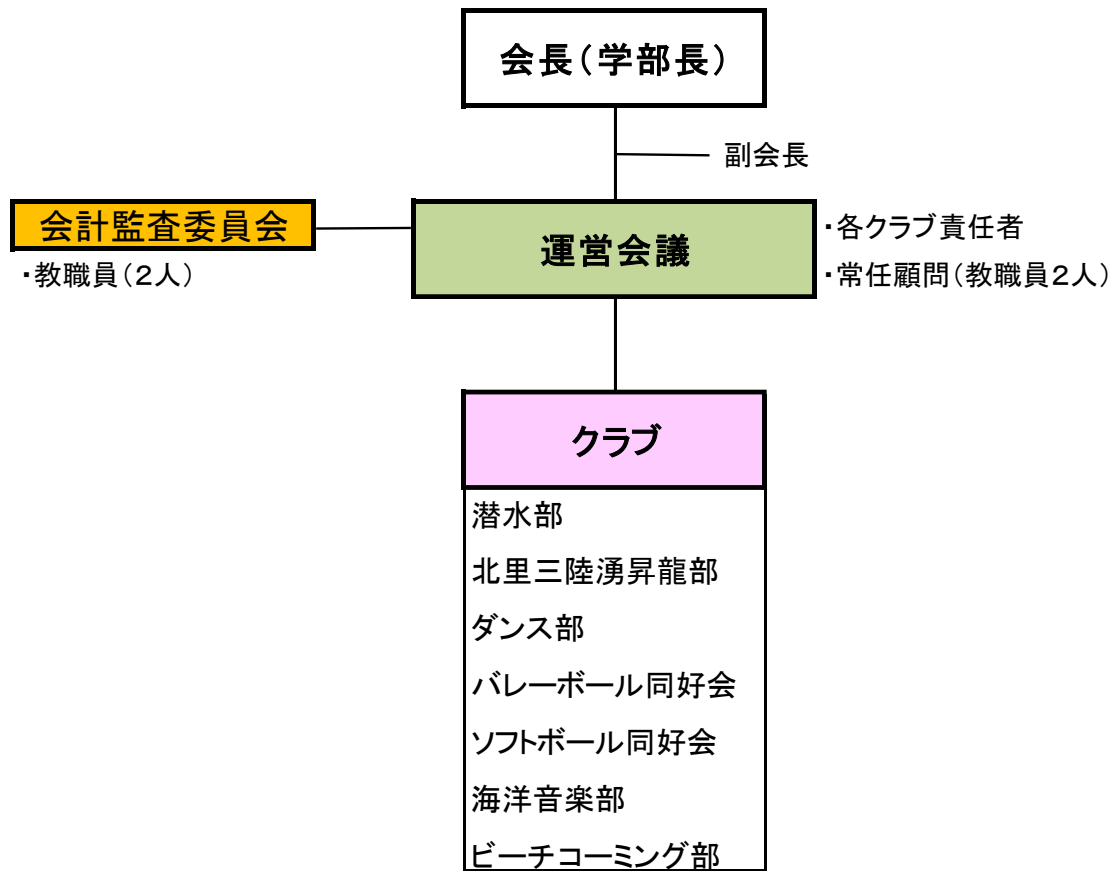 会長（学部長）
副会長
会計監査委員会
・教職員（２人）
運営会議
・各クラブ責任者
・常任顧問（教職員２人）
クラブ
潜水部
北里三陸湧昇龍部
ダンス部
バレーボール同好会
ソフトボール同好会
海洋音楽部
ビーチコーミング部